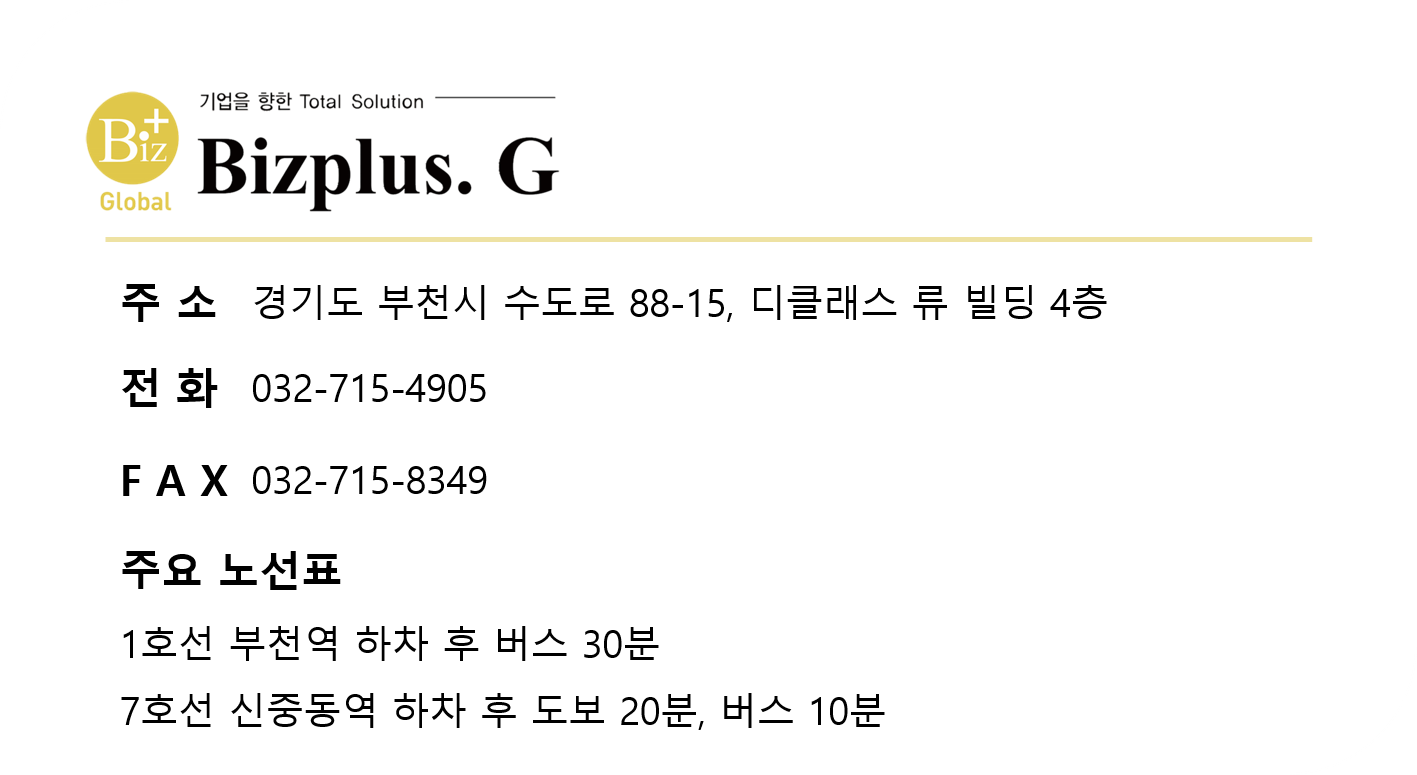 기업을 향한 Total Solution
B+iz
Global
Bizplus. G
주 소 경기도 부천시 수도로 88-15, 디클래스 류 빌딩 4층
전 화 032-715-4905
F A X 032-715-8349
주요 노선표
1호선 부천역 하차 후 버스 30분
7호선 신중동역 하차 후 도보 20분, 버스 10분